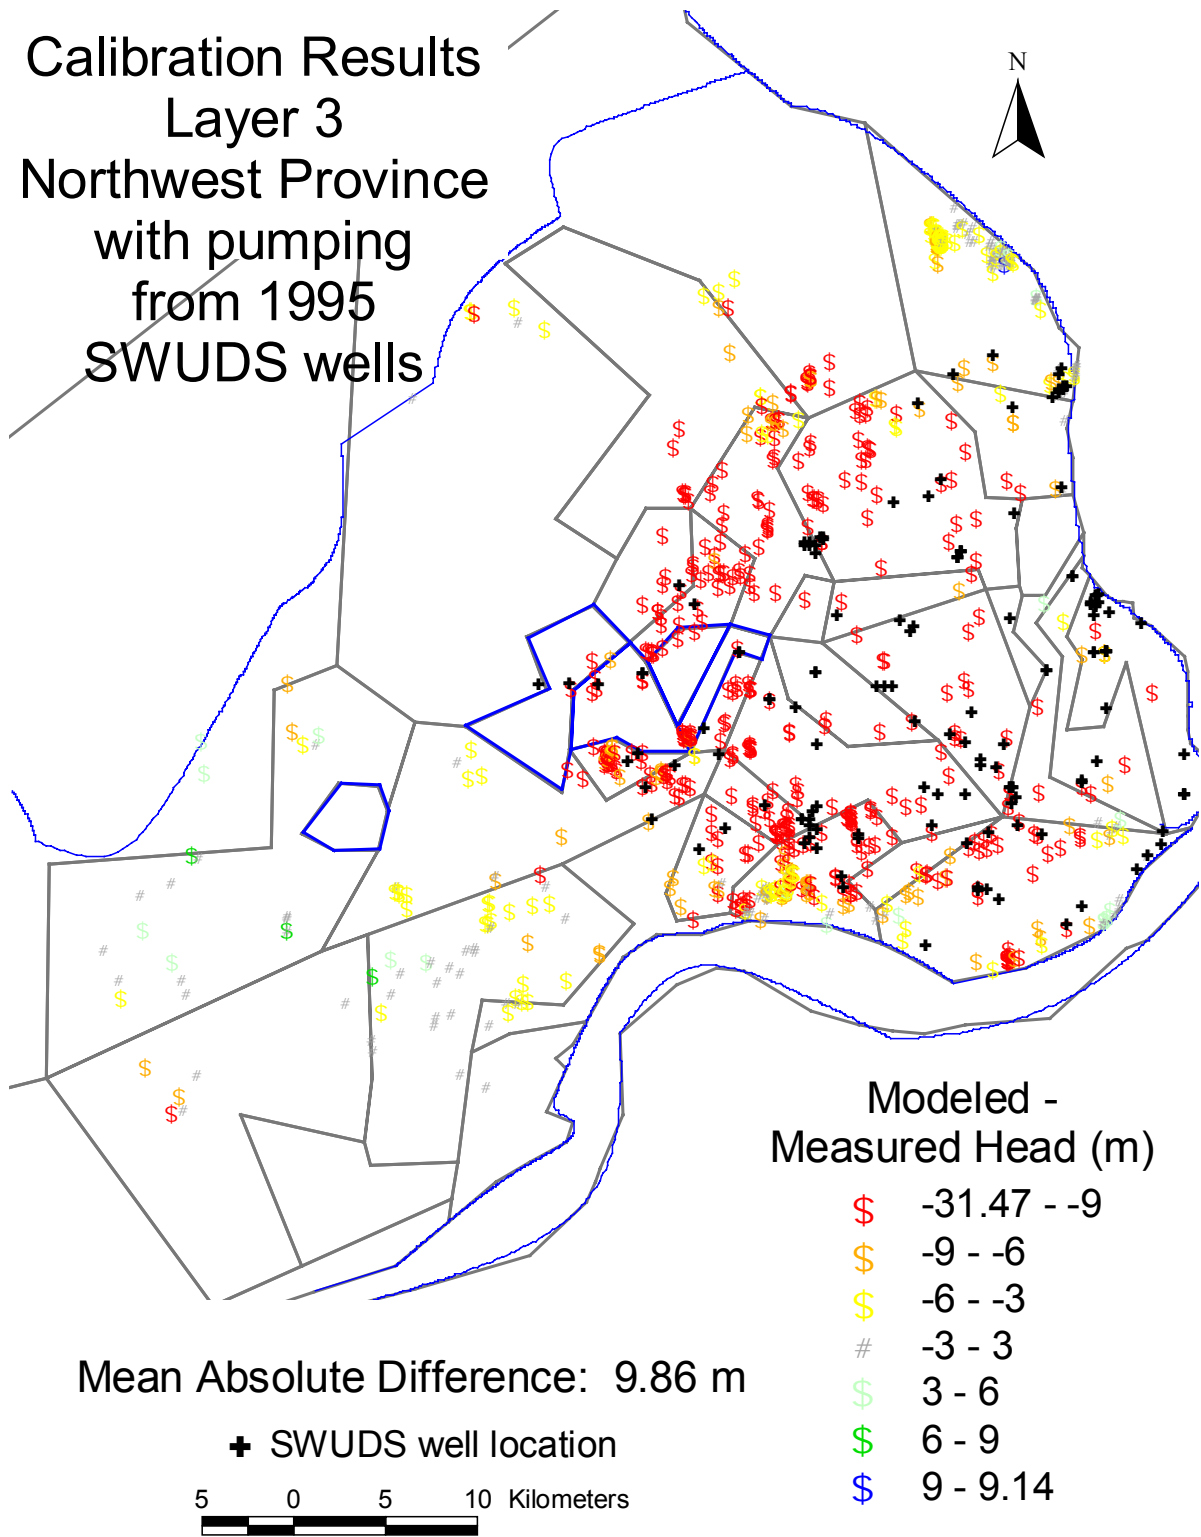 Calibration Results
Layer 3
Northwest Province
with pumping
from 1995
SWUDS wells
N
Modeled -
Measured Head (m)
$ -31.47 - -9
$ -9 - -6
$ -6 - -3
# -3 - 3
$ 3 - 6
$ 6 - 9
$ 9 - 9.14
Mean Absolute Difference: 9.86 m
SWUDS well location
5 0 5 10 Kilometers